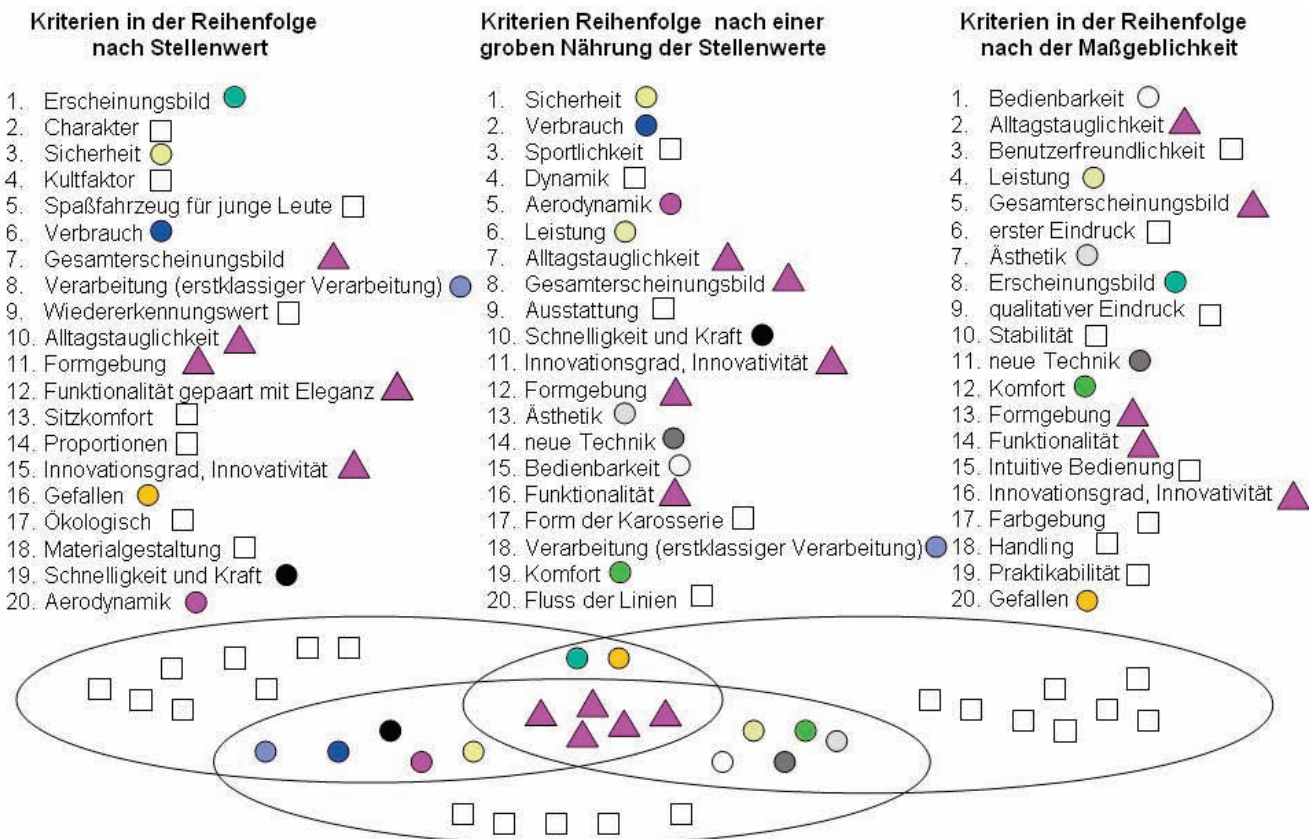 Kriterien in der Reihenfolge
nach Stellenwert
1. Erscheinungsbild
2. Charakter
3. Sicherheit
4. Kultfaktor
5. Spaßfahrzeug für junge Leute
6. Verbrauch
7. Gesamterscheinungsbild
8. Verarbeitung (erstklassiger Verarbeitung)
9. Wiedererkennungswert
10. Alltagstauglichkeit
11. Formgebung
12. Funktionalität gepaart mit Eleganz
13. Sitzkomfort
14. Proportionen
15. Innovationsgrad, Innovativität
16. Gefallen
17. Ökologisch
18. Materialgestaltung
19. Schnelligkeit und Kraft
20. Aerodynamik
Kriterien Reihenfolge nach einer
groben Nährung der Stellenwerte
1. Sicherheit
2. Verbrauch
3. Sportlichkeit
4. Dynamik
5. Aerodynamik
6. Leistung
7. Alltagstauglichkeit
8. Gesamterscheinungsbild
9. Ausstattung
10. Schnelligkeit und Kraft
11. Innovationsgrad, Innovativität
12. Formgebung
13. Ästhetik
14. neue Technik
15. Bedienbarkeit
16. Funktionalität
17. Form der Karosserie
18. Verarbeitung (erstklassiger Verarbeitung)
19. Komfort
20. Fluss der Linien
Kriterien in der Reihenfolge
nach der Maßgeblichkeit
1. Bedienbarkeit
2. Alltagstauglichkeit
3. Benutzerfreundlichkeit
4. Leistung
5. Gesamterscheinungsbild
6. erster Eindruck
7. Ästhetik
8. Erscheinungsbild
9. qualitativer Eindruck
10. Stabilität
11. neue Technik
12. Komfort
13. Formgebung
14. Funktionalität
15. Intuitive Bedienung
16. Innovationsgrad, Innovativität
17. Farbgebung
18. Handling
19. Praktikabilität
20. Gefallen